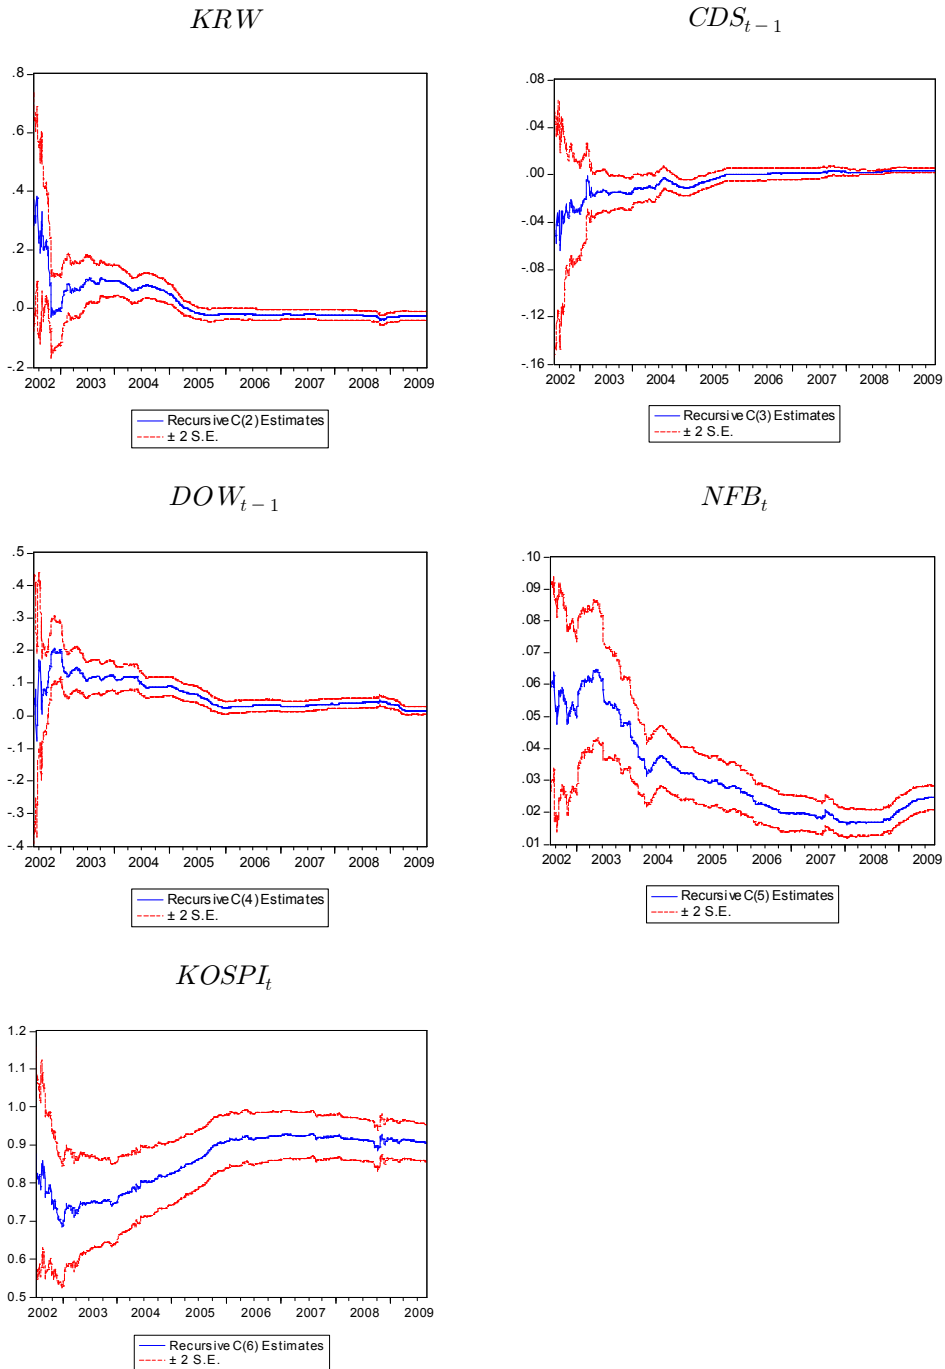 KRW
.8
.6
.4
.2
.0
-.2
2002 2003 2004 2005 2006 2007 2008 2009
Recursive C(2) Estimates
± 2 S.E.
CDS_{t-1}
.08
.04
.00
-.04
-.08
-.12
-.16
2002 2003 2004 2005 2006 2007 2008 2009
Recursive C(3) Estimates
± 2 S.E.
DOW_{t-1}
.5
.4
.3
.2
.1
.0
-.1
-.2
-.3
-.4
2002 2003 2004 2005 2006 2007 2008 2009
Recursive C(4) Estimates
± 2 S.E.
NFB_t
.10
.09
.08
.07
.06
.05
.04
.03
.02
.01
2002 2003 2004 2005 2006 2007 2008 2009
Recursive C(5) Estimates
± 2 S.E.
KOSPI_t
1.2
1.1
1.0
0.9
0.8
0.7
0.6
0.5
2002 2003 2004 2005 2006 2007 2008 2009
Recursive C(6) Estimates
± 2 S.E.